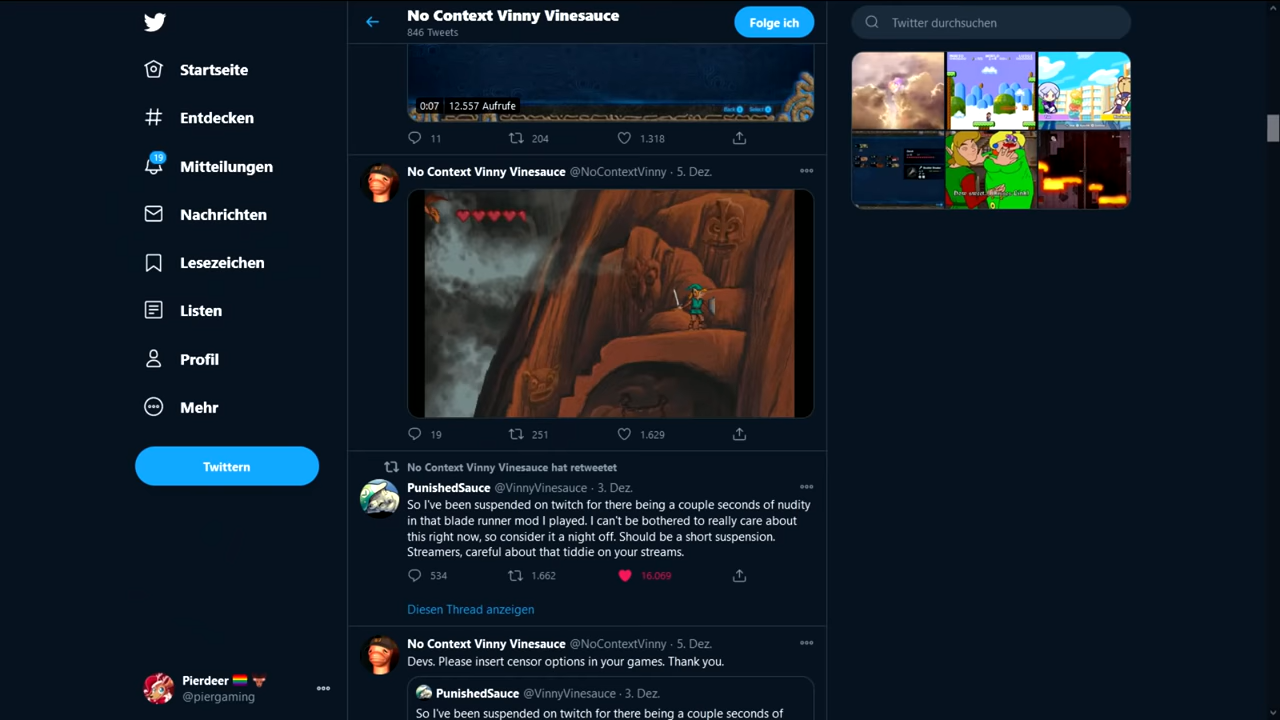 No Context Vinny Vinesauce
846 Tweets
Folge ich
Twitter durchsuchen
Startseite
Entdecken
19
Mitteilungen
Nachrichten
Lesezeichen
Listen
Profil
Mehr
Twittern
Pierdeer
@piergaming
0:07 12.557 Aufrufe
11 204 1.318
No Context Vinny Vinesauce @NoContextVinny · 5. Dez.
19 251 1.629
No Context Vinny Vinesauce hat retweetet
PunishedSauce @VinnyVinesauce · 3. Dez.
So I've been suspended on twitch for there being a couple seconds of nudity
in that blade runner mod I played. I can't be bothered to really care about
this right now, so consider it a night off. Should be a short suspension.
Streamers, careful about that tiddie on your streams.
534 1.662 16.069
Diesen Thread anzeigen
No Context Vinny Vinesauce @NoContextVinny · 5. Dez.
Devs. Please insert censor options in your games. Thank you.
PunishedSauce @VinnyVinesauce · 3. Dez.
So I've been suspended on twitch for there being a couple seconds of